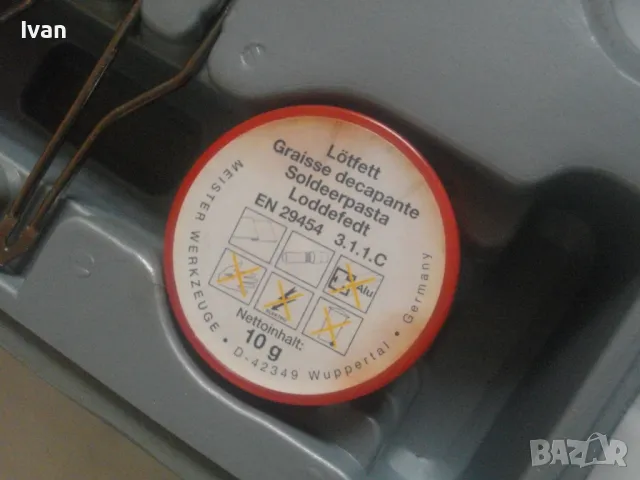 Ivan
Lötfett
Graisse decapante
Soldeerpasta
Loddefedt
EN 29454 3.1.1.C
Alu
Nettoinhalt:
10 g
MEISTER WERKZEUGE • D-42349 Wuppertal • Germany
BAZAR